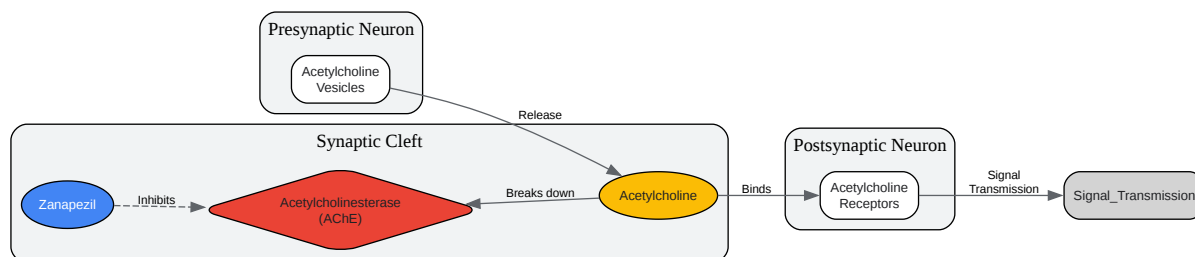 Presynaptic Neuron
Acetylcholine
Vesicles
Release
Synaptic Cleft
Zanapezil
Inhibits
Acetylcholinesterase
(AChE)
Breaks down
Acetylcholine
Binds
Postsynaptic Neuron
Acetylcholine
Receptors
Signal
Transmission
Signal_Transmission